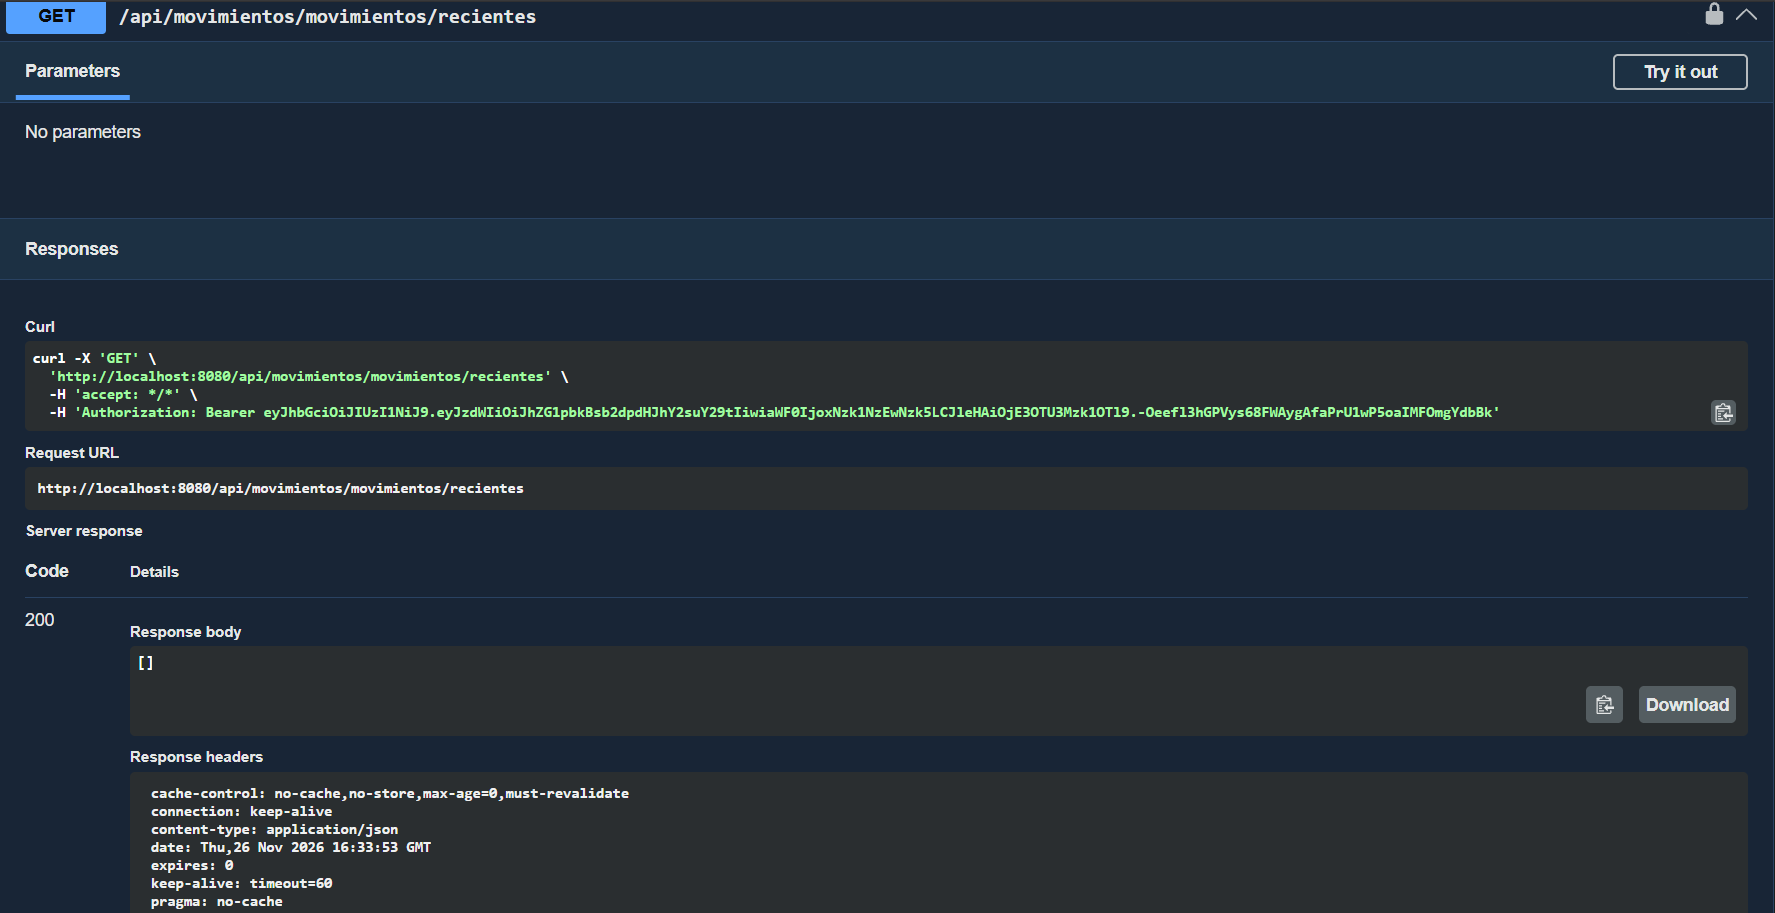 GET /api/movimientos/movimientos/recientes
Parameters
Try it out
No parameters
Responses
Curl
curl -X 'GET' \
'http://localhost:8080/api/movimientos/movimientos/recientes' \
-H 'accept: */*' \
-H 'Authorization: Bearer eyJhbGciOiJIUzI1NiJ9.eyJzdWIiOiJhZG1pbkBsb2dpdHJhY2suY29tIiwiaWF0IjoxNzk1NzEwNzk5LCJleHAiOjE3OTU3Mzk1OTl9.-Oeefl3hGPVys68FWAygAfaPrU1wP5oaIMFOmgYdbBk'
Request URL
http://localhost:8080/api/movimientos/movimientos/recientes
Server response
Code Details
200
Response body
[]
Download
Response headers
cache-control: no-cache,no-store,max-age=0,must-revalidate
connection: keep-alive
content-type: application/json
date: Thu,26 Nov 2026 16:33:53 GMT
expires: 0
keep-alive: timeout=60
pragma: no-cache